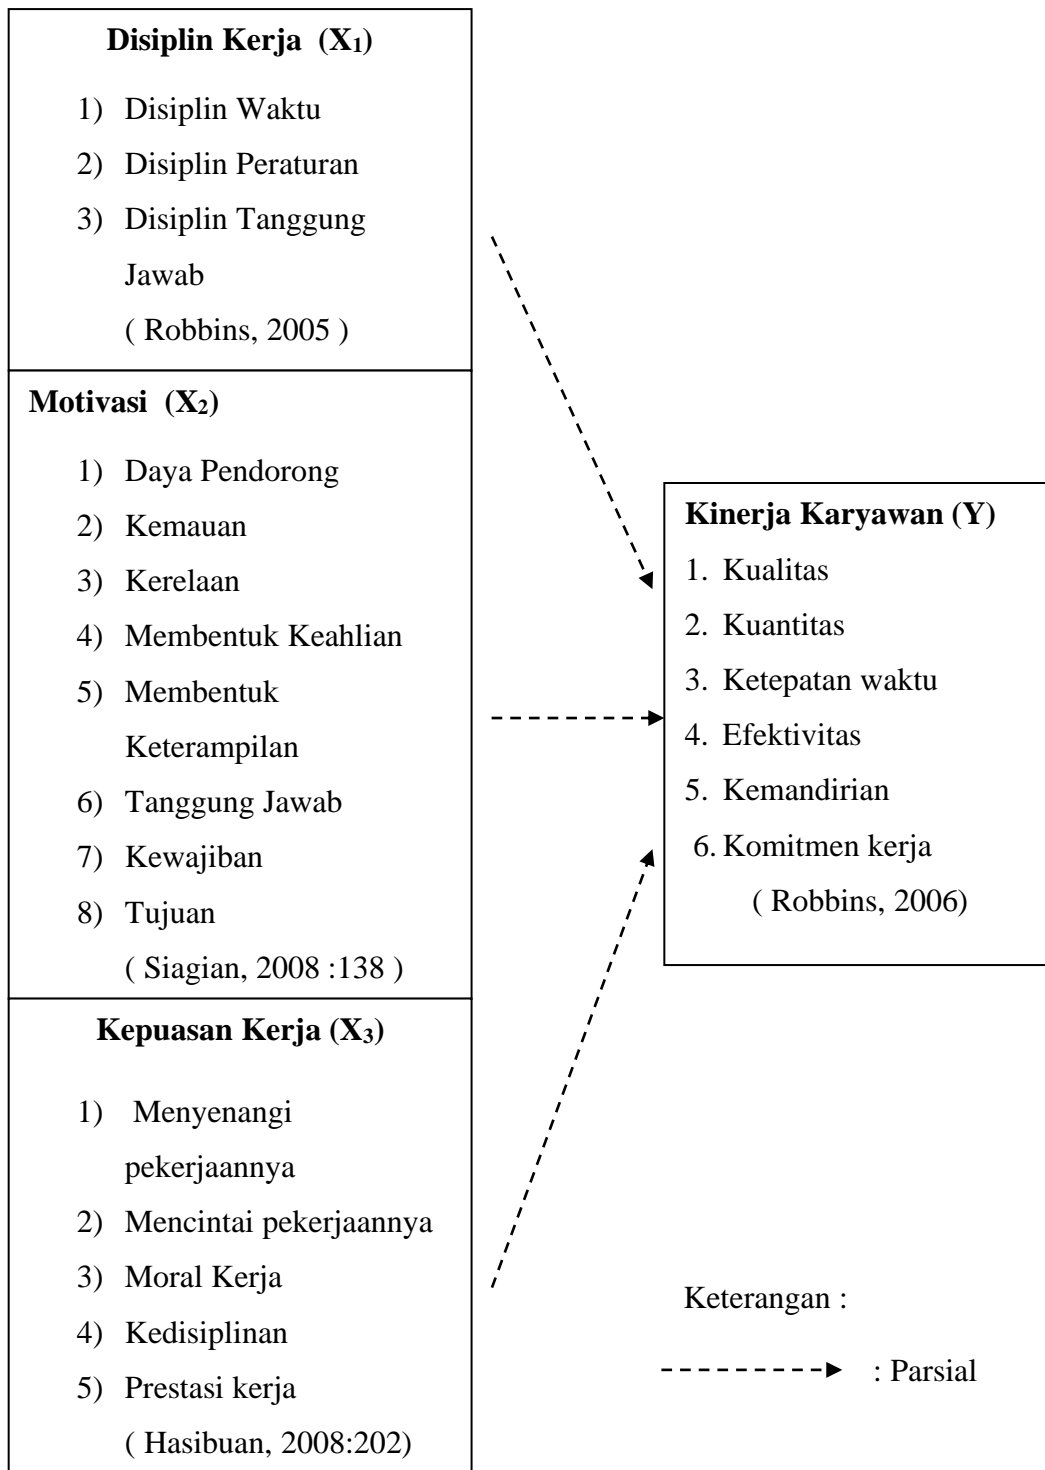 Disiplin Kerja (X₁)
1) Disiplin Waktu
2) Disiplin Peraturan
3) Disiplin Tanggung
Jawab
( Robbins, 2005 )
Motivasi (X₂)
1) Daya Pendorong
2) Kemauan
3) Kerelaan
4) Membentuk Keahlian
5) Membentuk
Keterampilan
6) Tanggung Jawab
7) Kewajiban
8) Tujuan
( Siagian, 2008 :138 )
Kepuasan Kerja (X₃)
1) Menyenangi
pekerjaannya
2) Mencintai pekerjaannya
3) Moral Kerja
4) Kedisiplinan
5) Prestasi kerja
( Hasibuan, 2008:202)
Kinerja Karyawan (Y)
1. Kualitas
2. Kuantitas
3. Ketepatan waktu
4. Efektivitas
5. Kemandirian
6. Komitmen kerja
( Robbins, 2006)
Keterangan :
: Parsial